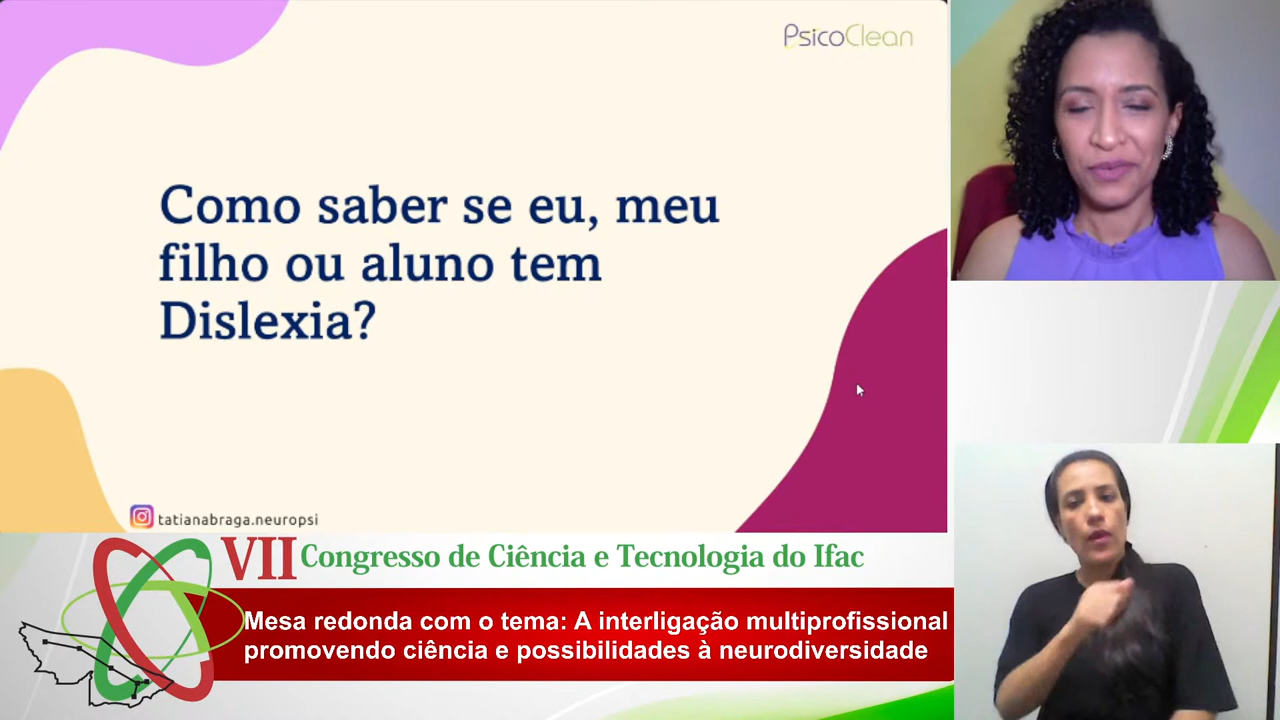 PsicoClean
Como saber se eu, meu
filho ou aluno tem
Dislexia?
tatianabraga.neuropsi
VII Congresso de Ciência e Tecnologia do Ifac
Mesa redonda com o tema: A interligação multiprofissional
promovendo ciência e possibilidades à neurodiversidade